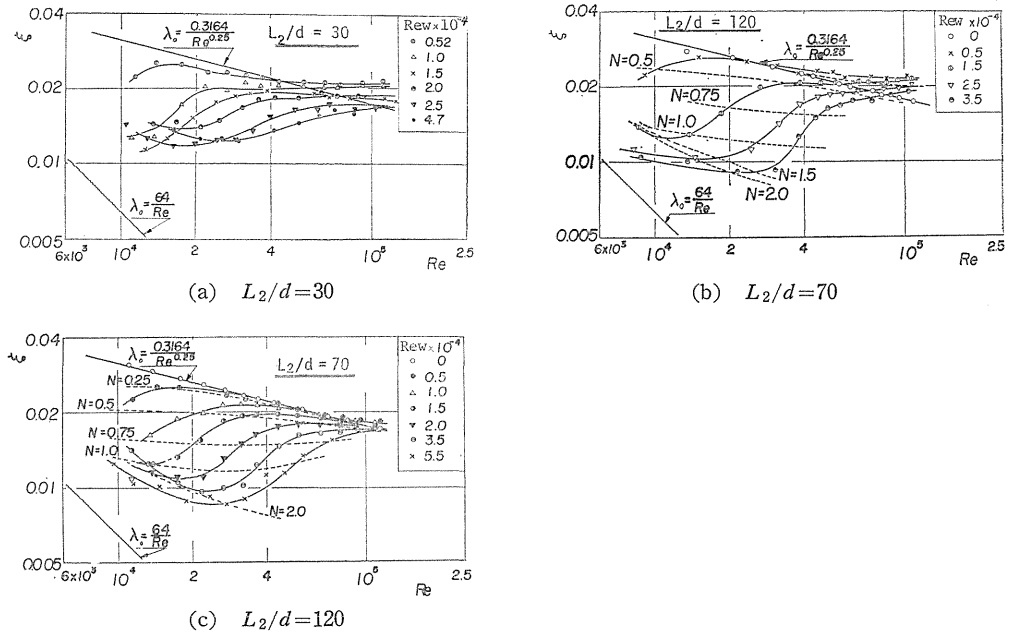 ξ
0.04
0.02
0.01
0.005
λ₀=0.3164/Re^0.25
L₂/d = 30
λ₀=64/Re
Rew×10⁻⁴
0.52
1.0
1.5
2.0
2.5
4.7
6×10³
10⁴
2
4
10⁵
2.5
Re
(a) L₂/d=30
ξ
0.04
0.02
0.01
0.005
L₂/d = 120
λ₀=0.3164/Re^0.25
N=0.5
N=0.75
N=1.0
N=1.5
N=2.0
λ₀=64/Re
Rew ×10⁻⁴
0
0.5
1.5
2.5
3.5
6×10³
10⁴
2
4
10⁵
2.5
Re
(b) L₂/d=70
ξ
0.04
0.02
0.01
0.005
λ₀=0.3164/Re^0.25
L₂/d = 70
N=0.25
N=0.5
N=0.75
N=1.0
N=2.0
λ₀=64/Re
Rew×10⁻⁴
0
0.5
1.0
1.5
2.0
3.5
5.5
6×10³
10⁴
2
4
10⁵
2.5
Re
(c) L₂/d=120